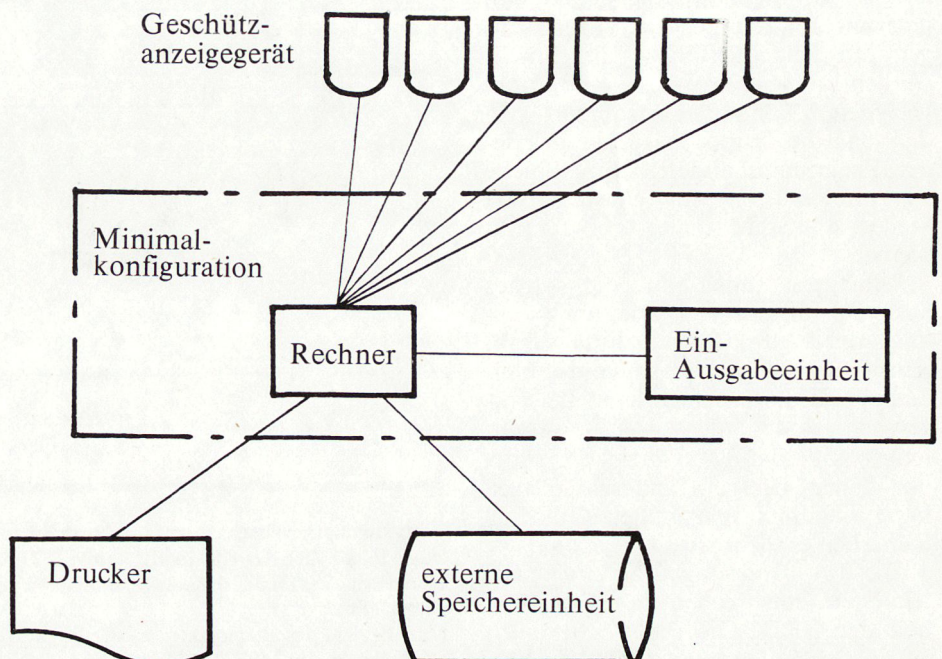 Geschütz-
anzeigegerät
Minimal-
konfiguration
Rechner
Ein-
Ausgabeeinheit
Drucker
externe
Speichereinheit